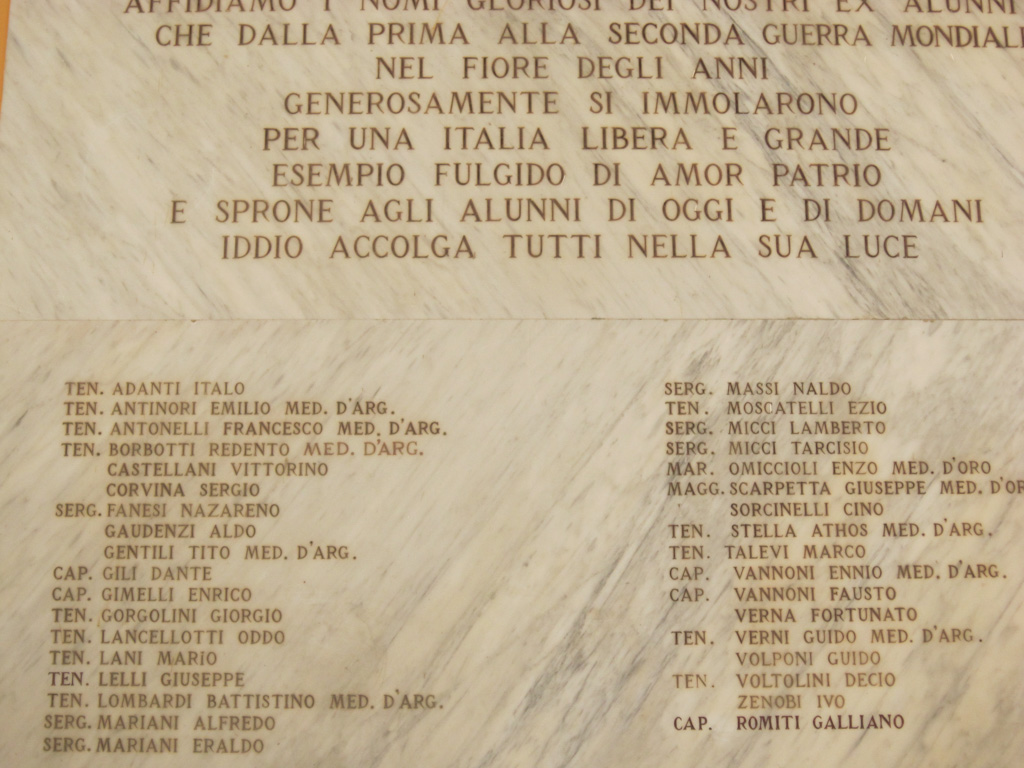 AFFIDIAMO I NOMI GLORIOSI DEI NOSTRI EX ALUNNI
CHE DALLA PRIMA ALLA SECONDA GUERRA MONDIALE
NEL FIORE DEGLI ANNI
GENEROSAMENTE SI IMMOLARONO
PER UNA ITALIA LIBERA E GRANDE
ESEMPIO FULGIDO DI AMOR PATRIO
E SPRONE AGLI ALUNNI DI OGGI E DI DOMANI
IDDIO ACCOLGA TUTTI NELLA SUA LUCE
TEN. ADANTI ITALO
TEN. ANTINORI EMILIO MED. D'ARG.
TEN. ANTONELLI FRANCESCO MED. D'ARG.
TEN. BORBOTTI REDENTO MED. D'ARG.
CASTELLANI VITTORINO
CORVINA SERGIO
SERG. FANESI NAZARENO
GAUDENZI ALDO
GENTILI TITO MED. D'ARG.
CAP. GILI DANTE
CAP. GIMELLI ENRICO
TEN. GORGOLINI GIORGIO
TEN. LANCELLOTTI ODDO
TEN. LANI MARIO
TEN. LELLI GIUSEPPE
TEN. LOMBARDI BATTISTINO MED. D'ARG.
SERG. MARIANI ALFREDO
SERG. MARIANI ERALDO
SERG. MASSI NALDO
TEN. MOSCATELLI EZIO
SERG. MICCI LAMBERTO
SERG. MICCI TARCISIO
MAR. OMICCIOLI ENZO MED. D'ORO
MAGG. SCARPETTA GIUSEPPE MED. D'OR
SORCINELLI CINO
TEN. STELLA ATHOS MED. D'ARG.
TEN. TALEVI MARCO
CAP. VANNONI ENNIO MED. D'ARG.
CAP. VANNONI FAUSTO
VERNA FORTUNATO
TEN. VERNI GUIDO MED. D'ARG.
VOLPONI GUIDO
TEN. VOLTOLINI DECIO
ZENOBI IVO
CAP. ROMITI GALLIANO